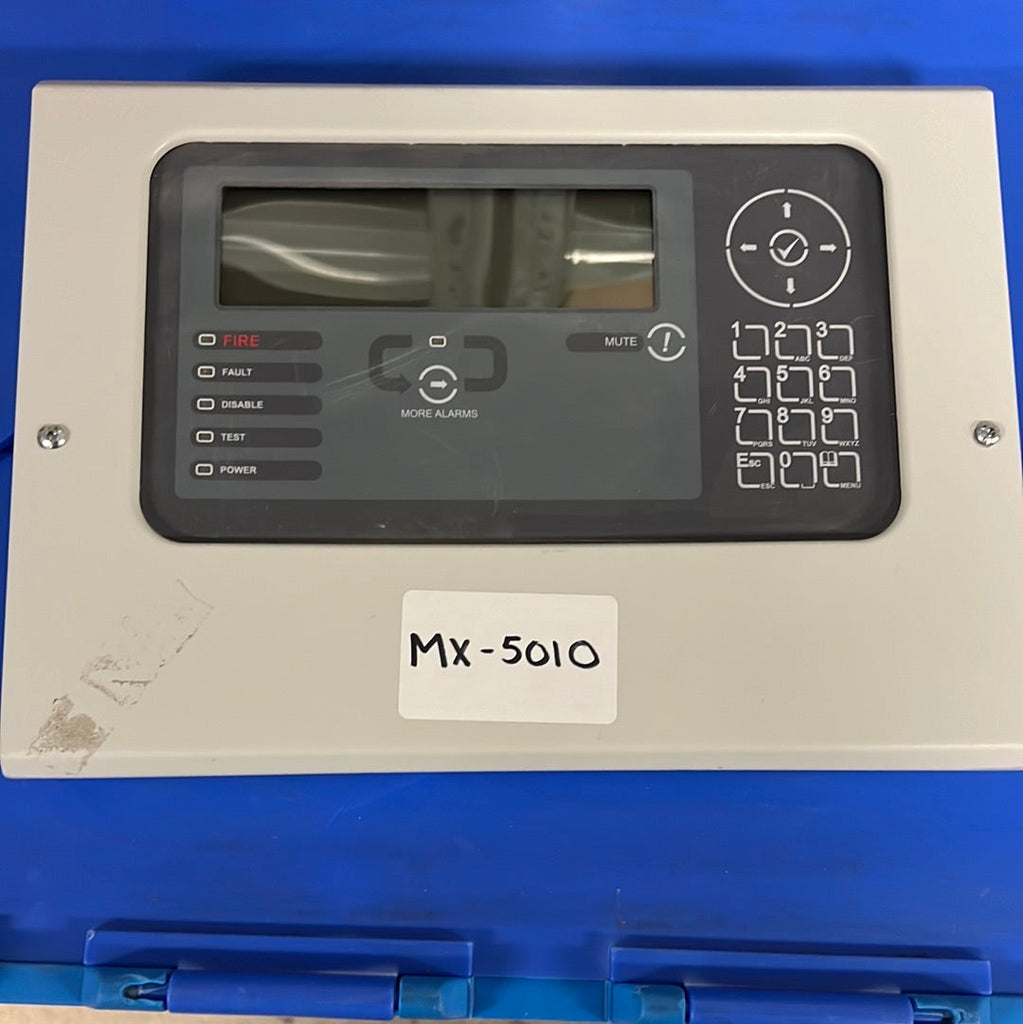 FIRE
FAULT
DISABLE
TEST
POWER
MORE ALARMS
MUTE
1 2 ABC 3 DEF
4 GHI 5 JKL 6 MNO
7 PQRS 8 TUV 9 WXYZ
Esc ESC 0 MENU
MX-5010